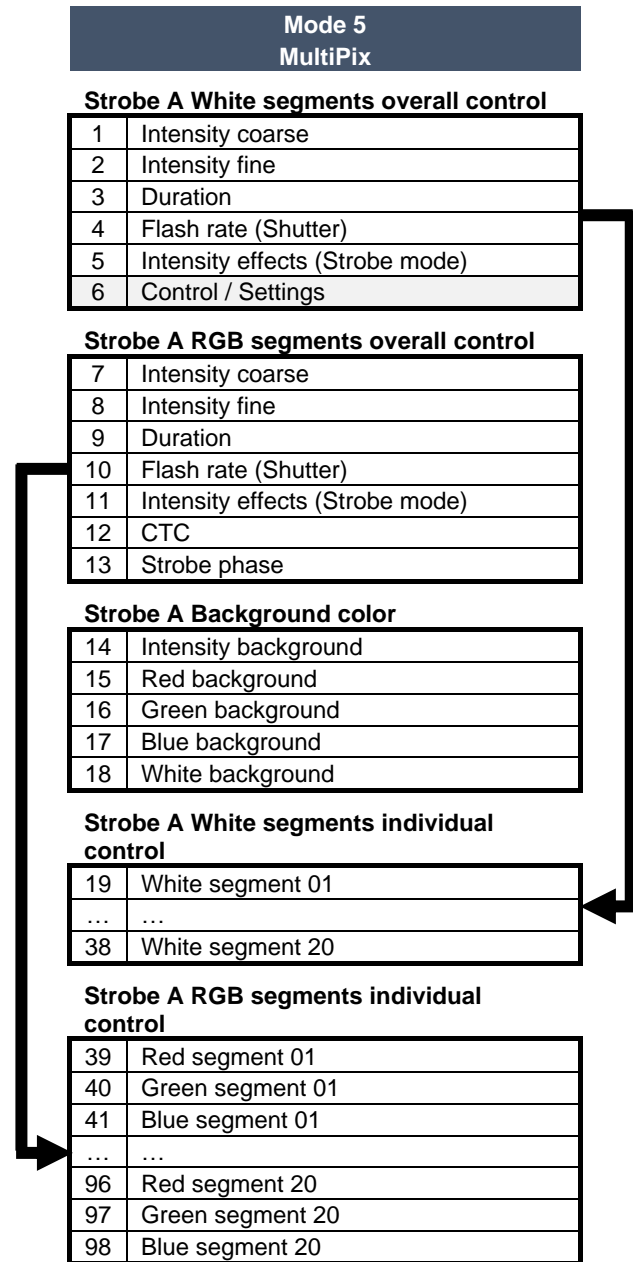 Mode 5
MultiPix
Strobe A White segments overall control
1 Intensity coarse
2 Intensity fine
3 Duration
4 Flash rate (Shutter)
5 Intensity effects (Strobe mode)
6 Control / Settings
Strobe A RGB segments overall control
7 Intensity coarse
8 Intensity fine
9 Duration
10 Flash rate (Shutter)
11 Intensity effects (Strobe mode)
12 CTC
13 Strobe phase
Strobe A Background color
14 Intensity background
15 Red background
16 Green background
17 Blue background
18 White background
Strobe A White segments individual
control
19 White segment 01
… …
38 White segment 20
Strobe A RGB segments individual
control
39 Red segment 01
40 Green segment 01
41 Blue segment 01
… …
96 Red segment 20
97 Green segment 20
98 Blue segment 20